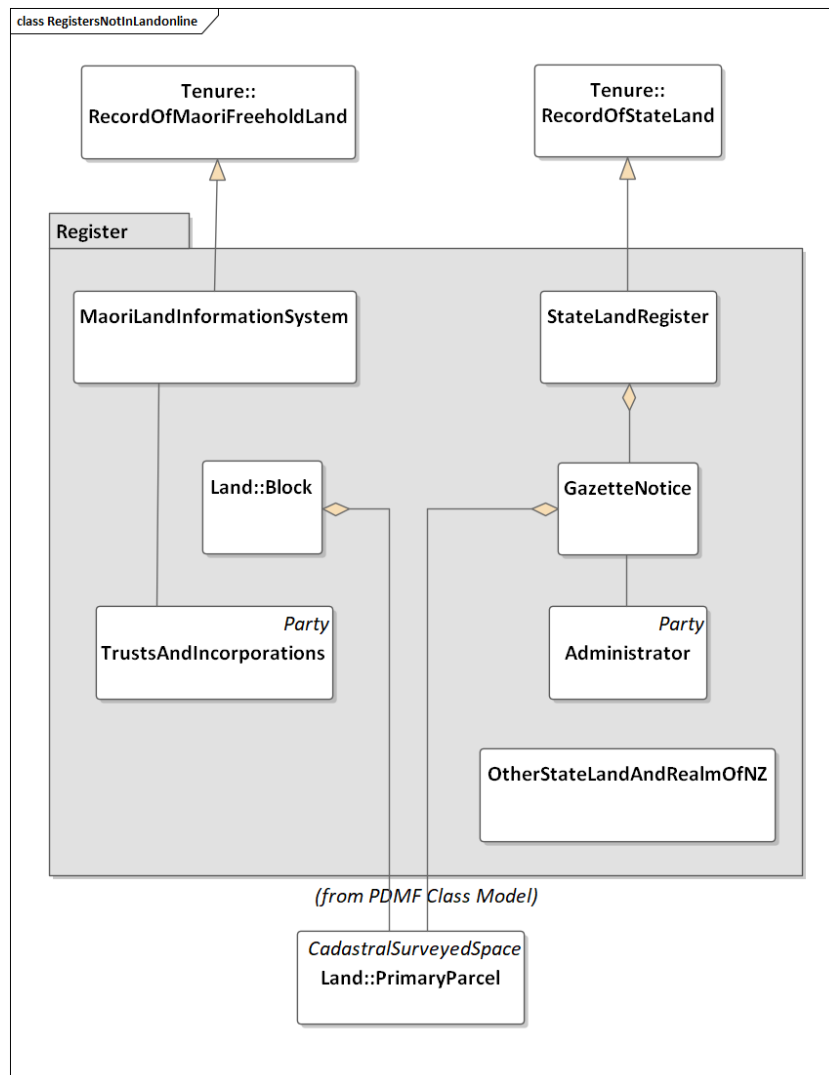 class RegistersNotInLandonline
Tenure::
RecordOfMaoriFreeholdLand
Tenure::
RecordOfStateLand
Register
MaoriLandInformationSystem
StateLandRegister
Land::Block
GazetteNotice
Party
TrustsAndIncorporations
Party
Administrator
OtherStateLandAndRealmOfNZ
(from PDMF Class Model)
CadastralSurveyedSpace
Land::PrimaryParcel